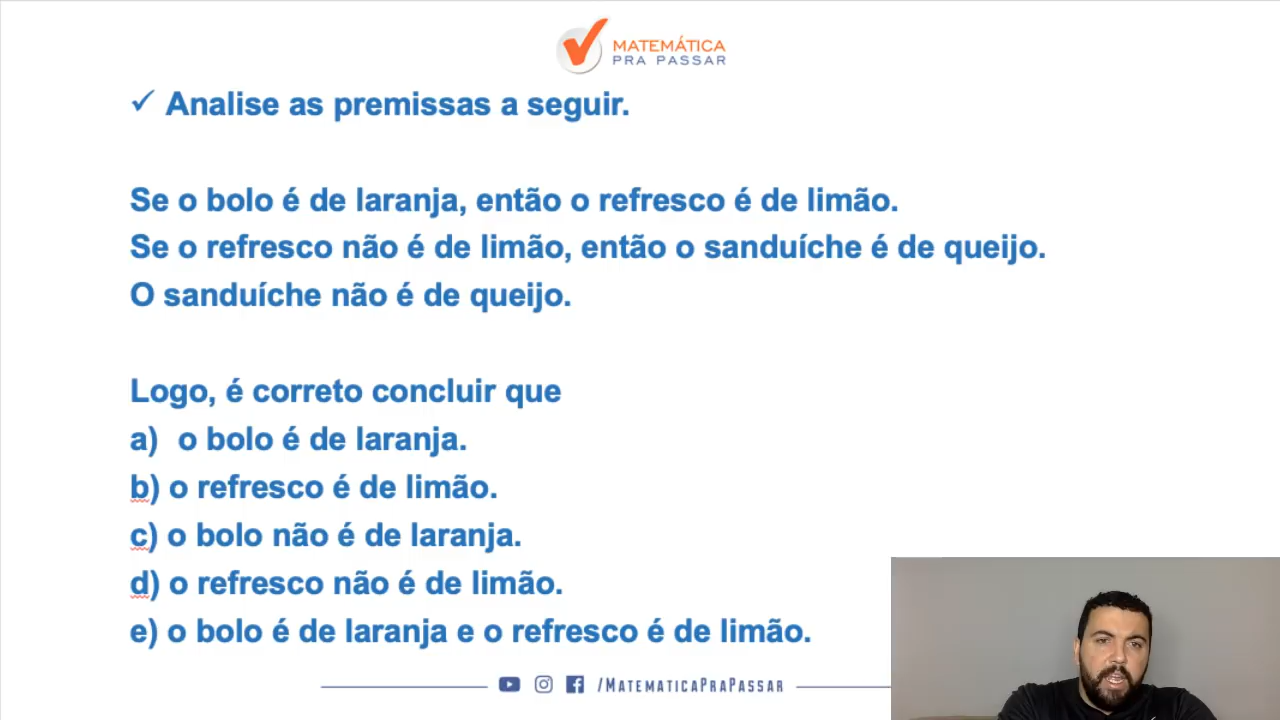 MATEMÁTICA
PRA PASSAR
✓ Analise as premissas a seguir.
Se o bolo é de laranja, então o refresco é de limão.
Se o refresco não é de limão, então o sanduíche é de queijo.
O sanduíche não é de queijo.
Logo, é correto concluir que
a) o bolo é de laranja.
b) o refresco é de limão.
c) o bolo não é de laranja.
d) o refresco não é de limão.
e) o bolo é de laranja e o refresco é de limão.
/MATEMATICAPRAPASSAR